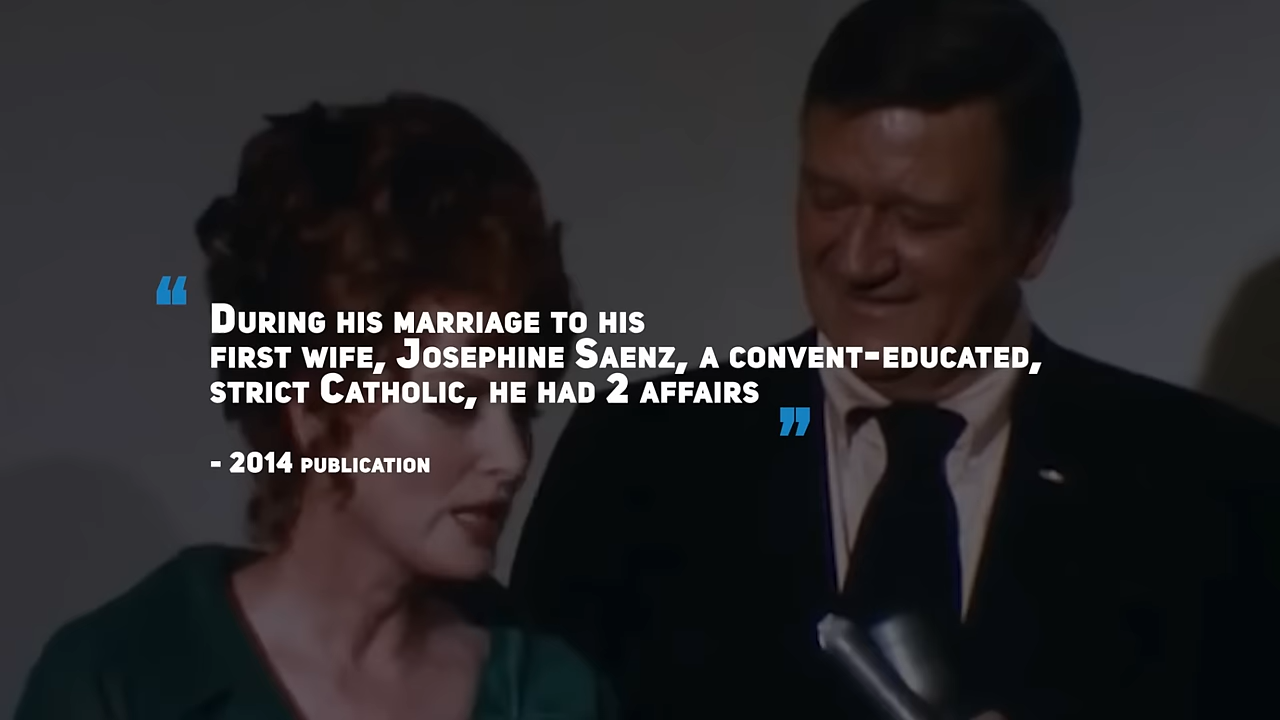 “
During his marriage to his
first wife, Josephine Saenz, a convent-educated,
strict Catholic, he had 2 affairs
”
- 2014 publication